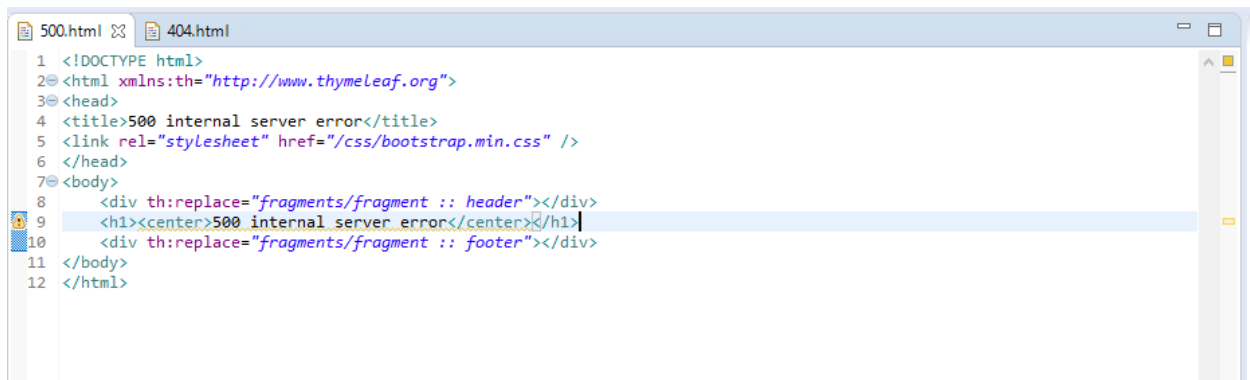 500.html 404.html
1 <!DOCTYPE html>
2 <html xmlns:th="http://www.thymeleaf.org">
3 <head>
4 <title>500 internal server error</title>
5 <link rel="stylesheet" href="/css/bootstrap.min.css" />
6 </head>
7 <body>
8 <div th:replace="fragments/fragment :: header"></div>
9 <h1><center>500 internal server error</center></h1>
10 <div th:replace="fragments/fragment :: footer"></div>
11 </body>
12 </html>